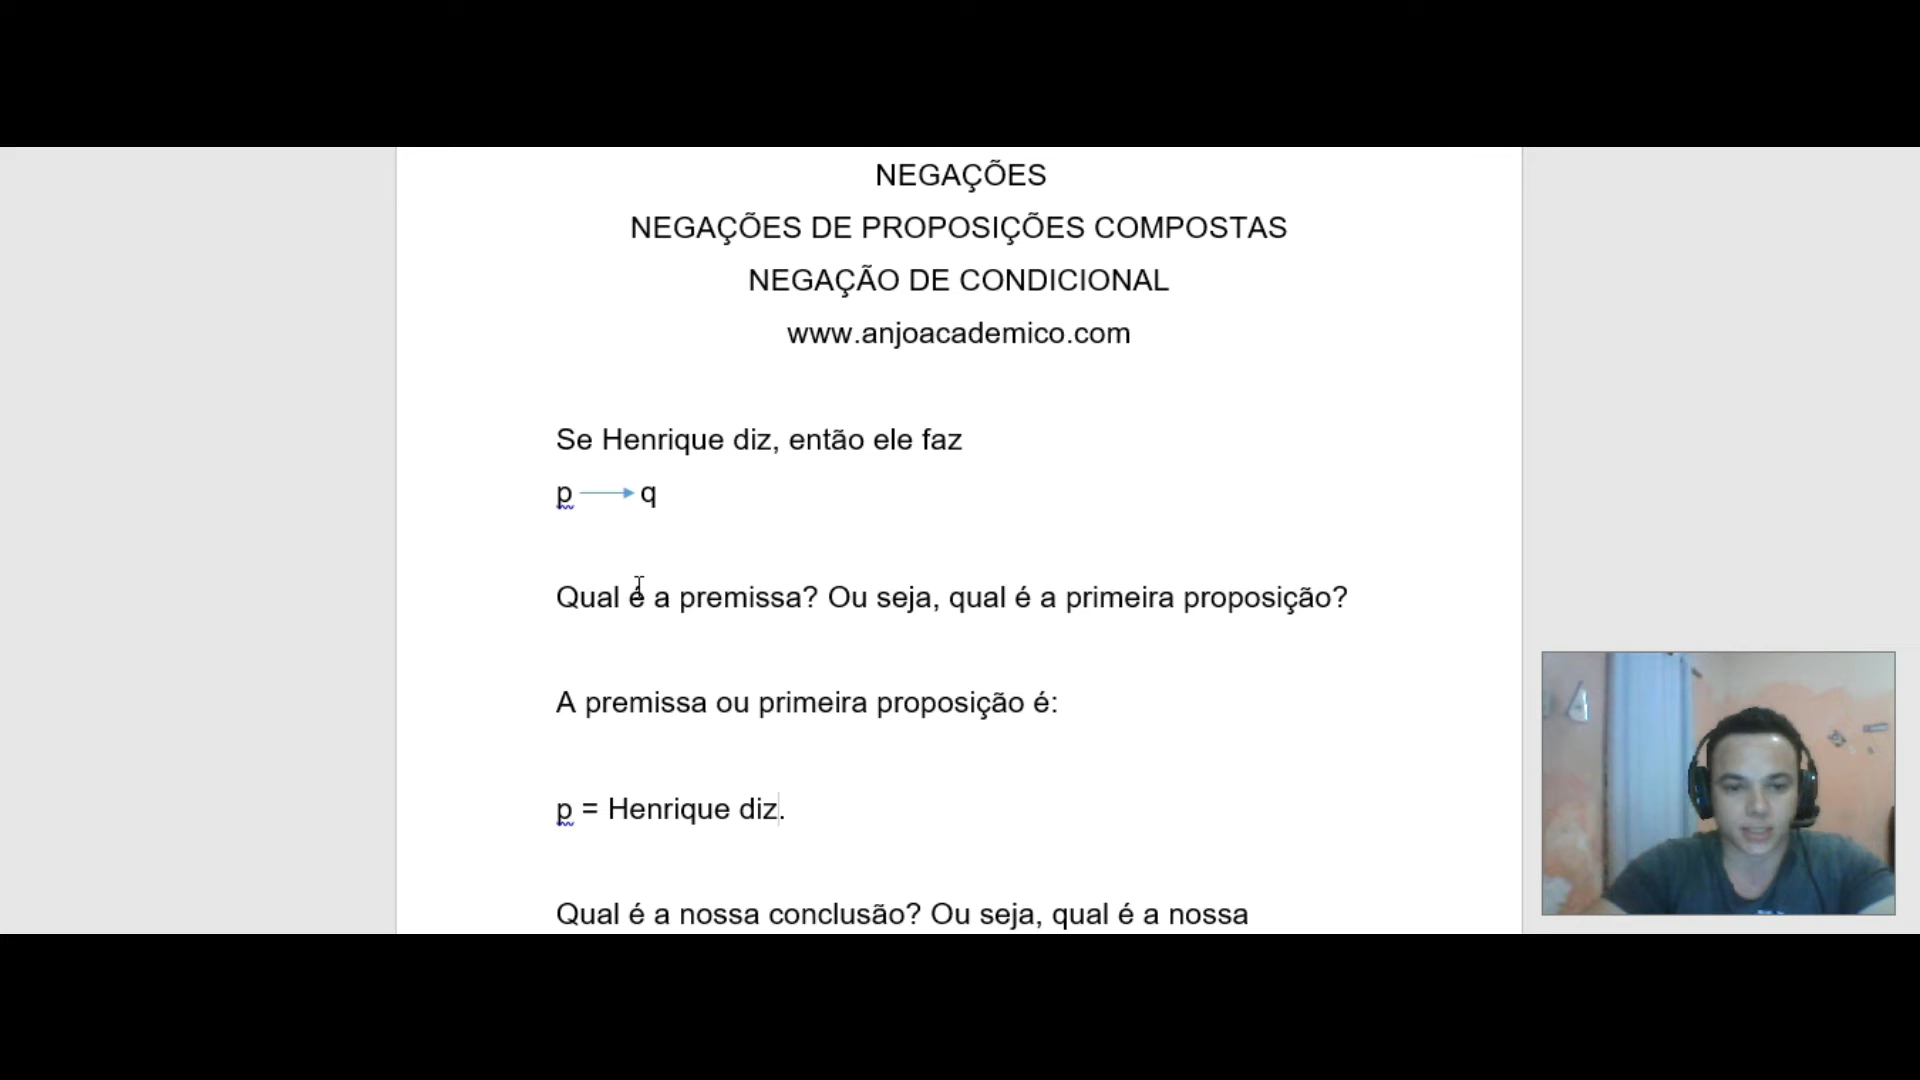 NEGAÇÕES
NEGAÇÕES DE PROPOSIÇÕES COMPOSTAS
NEGAÇÃO DE CONDICIONAL
www.anjoacademico.com
Se Henrique diz, então ele faz
p → q
Qual é a premissa? Ou seja, qual é a primeira proposição?
A premissa ou primeira proposição é:
p = Henrique diz.
Qual é a nossa conclusão? Ou seja, qual é a nossa